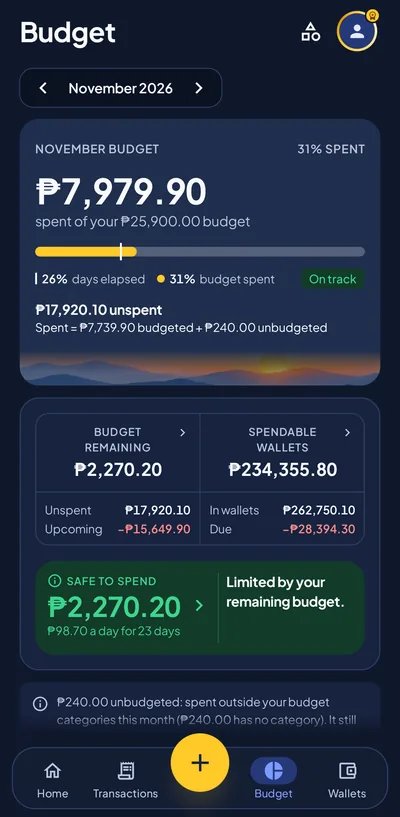 Budget
November 2026
NOVEMBER BUDGET 31% SPENT
₱7,979.90
spent of your ₱25,900.00 budget
26% days elapsed 31% budget spent On track
₱17,920.10 unspent
Spent = ₱7,739.90 budgeted + ₱240.00 unbudgeted
BUDGET REMAINING
₱2,270.20
Unspent ₱17,920.10
Upcoming −₱15,649.90
SPENDABLE WALLETS
₱234,355.80
In wallets ₱262,750.10
Due −₱28,394.30
SAFE TO SPEND
₱2,270.20
₱98.70 a day for 23 days
Limited by your
remaining budget.
₱240.00 unbudgeted: spent outside your budget
categories this month (₱240.00 has no category). It still
Home Transactions Budget Wallets